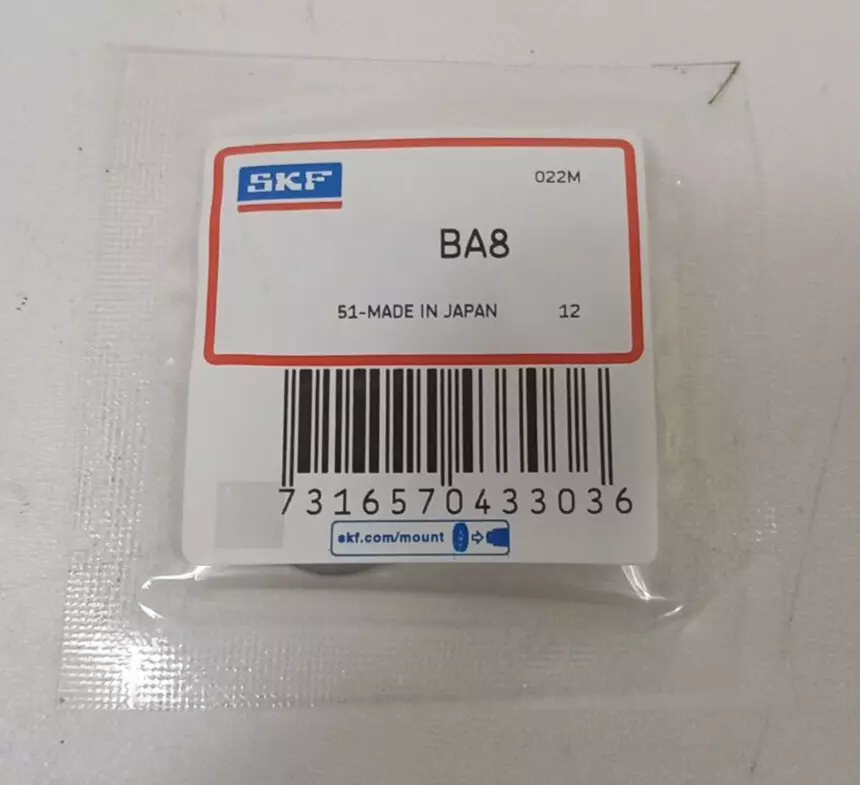 SKF
022M
BA8
51-MADE IN JAPAN 12
7316570433036
skf.com/mount